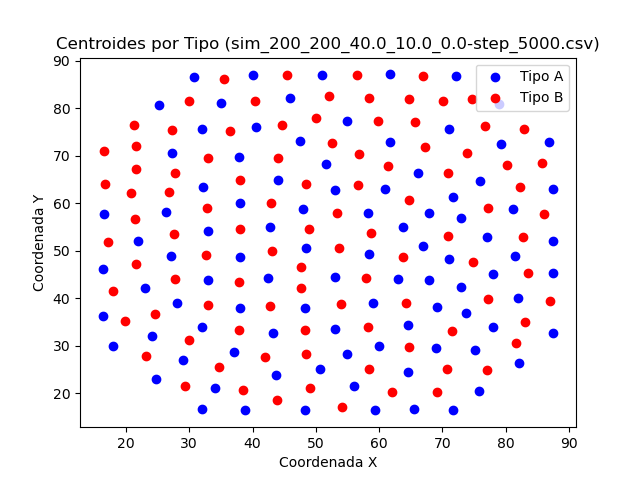 Centroides por Tipo (sim_200_200_40.0_10.0_0.0-step_5000.csv)
Tipo A
Tipo B
90
80
70
60
50
40
30
20
Coordenada Y
20 30 40 50 60 70 80 90
Coordenada X